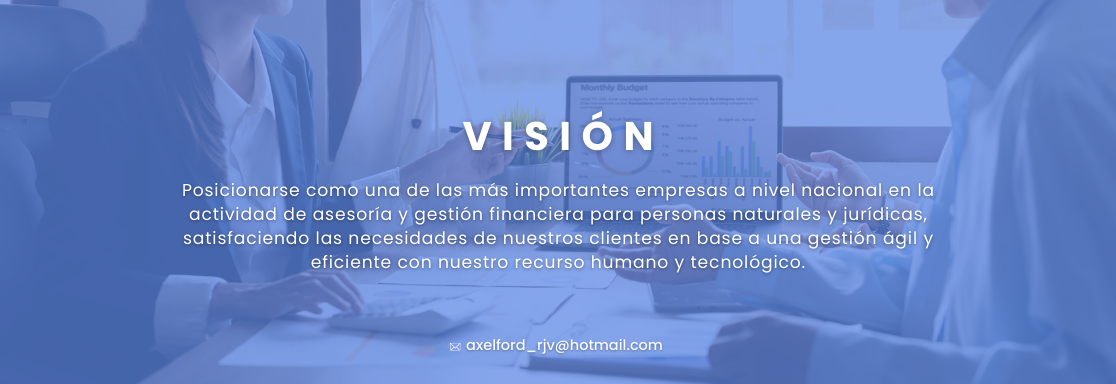 Monthly Budget
VISIÓN
Posicionarse como una de las más importantes empresas a nivel nacional en la
actividad de asesoría y gestión financiera para personas naturales y jurídicas,
satisfaciendo las necesidades de nuestros clientes en base a una gestión ágil y
eficiente con nuestro recurso humano y tecnológico.
axelford_rjv@hotmail.com